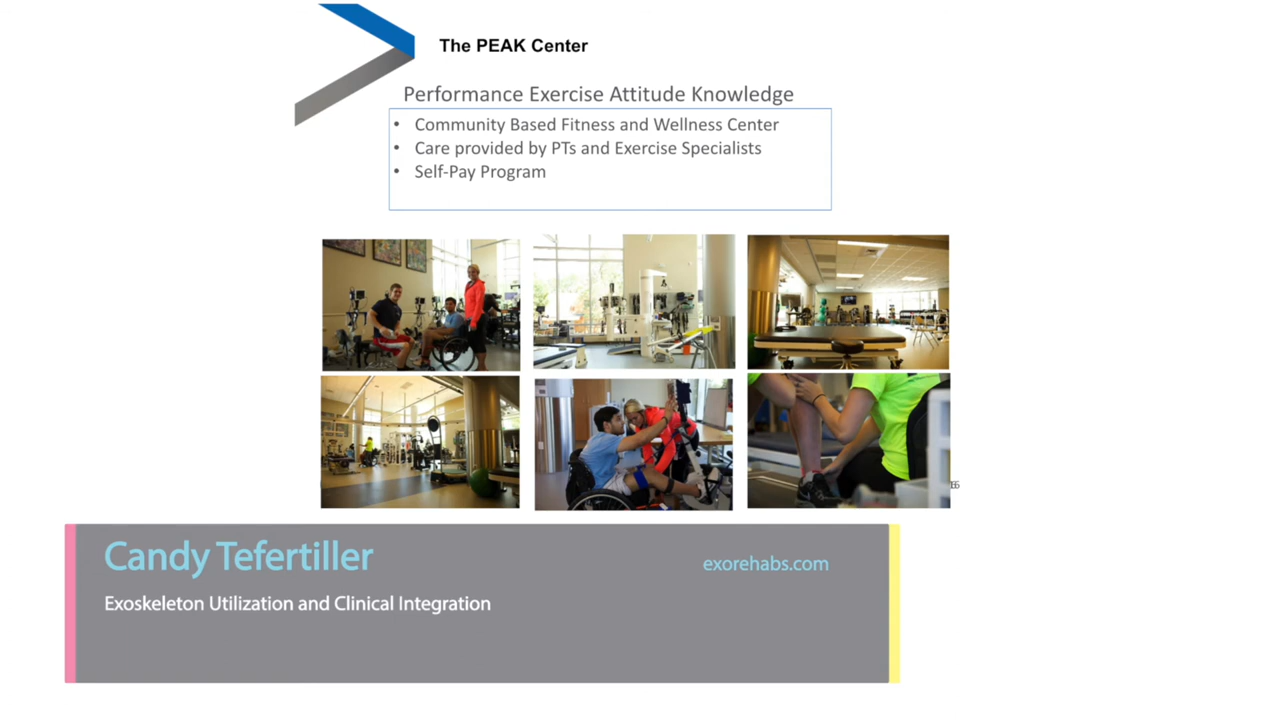 The PEAK Center
Performance Exercise Attitude Knowledge
• Community Based Fitness and Wellness Center
• Care provided by PTs and Exercise Specialists
• Self-Pay Program
Candy Tefertiller
exorehabs.com
Exoskeleton Utilization and Clinical Integration